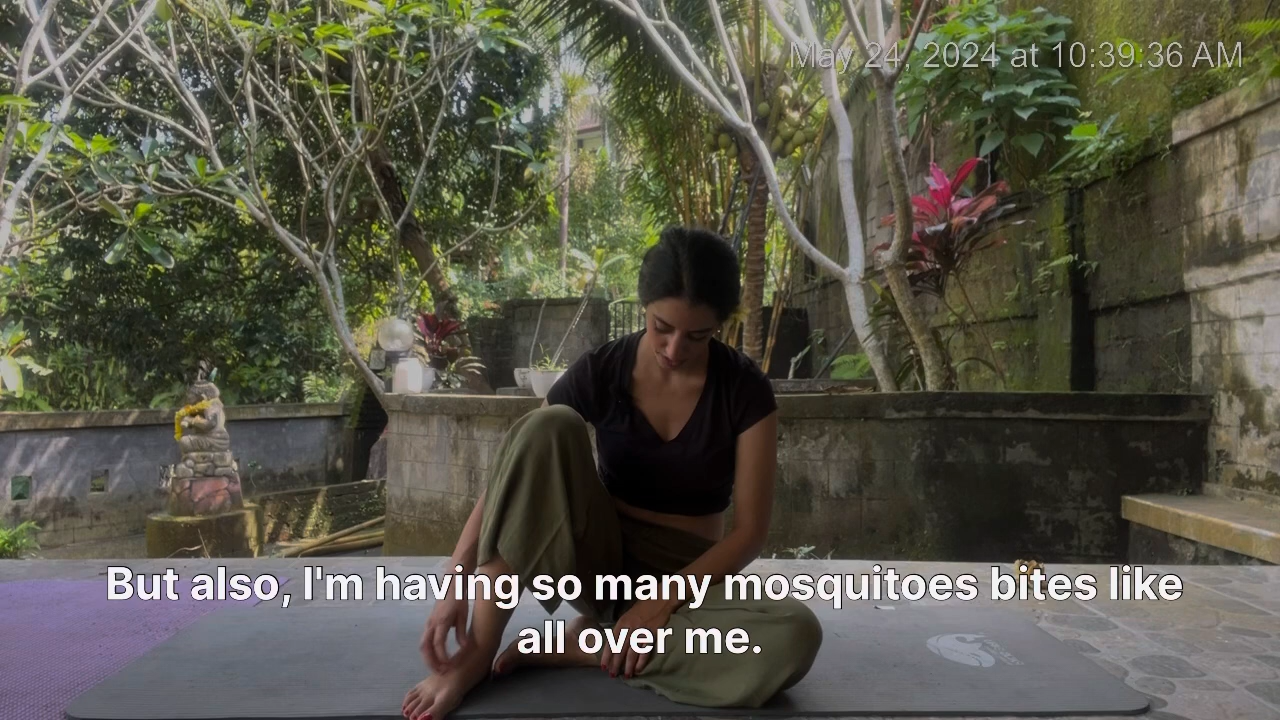 May 24, 2024 at 10:39:36 AM
But also, I'm having so many mosquitoes bites like
all over me.